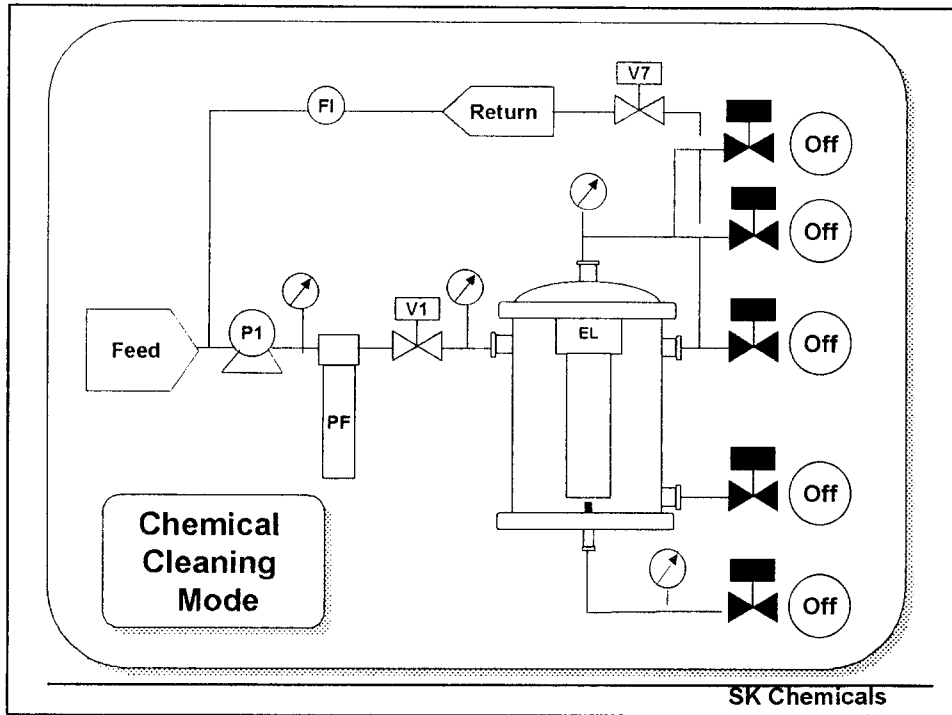 V7
FI
Return
Off
Off
V1
P1
Feed
EL
Off
PF
Off
Chemical
Cleaning
Mode
Off
SK Chemicals